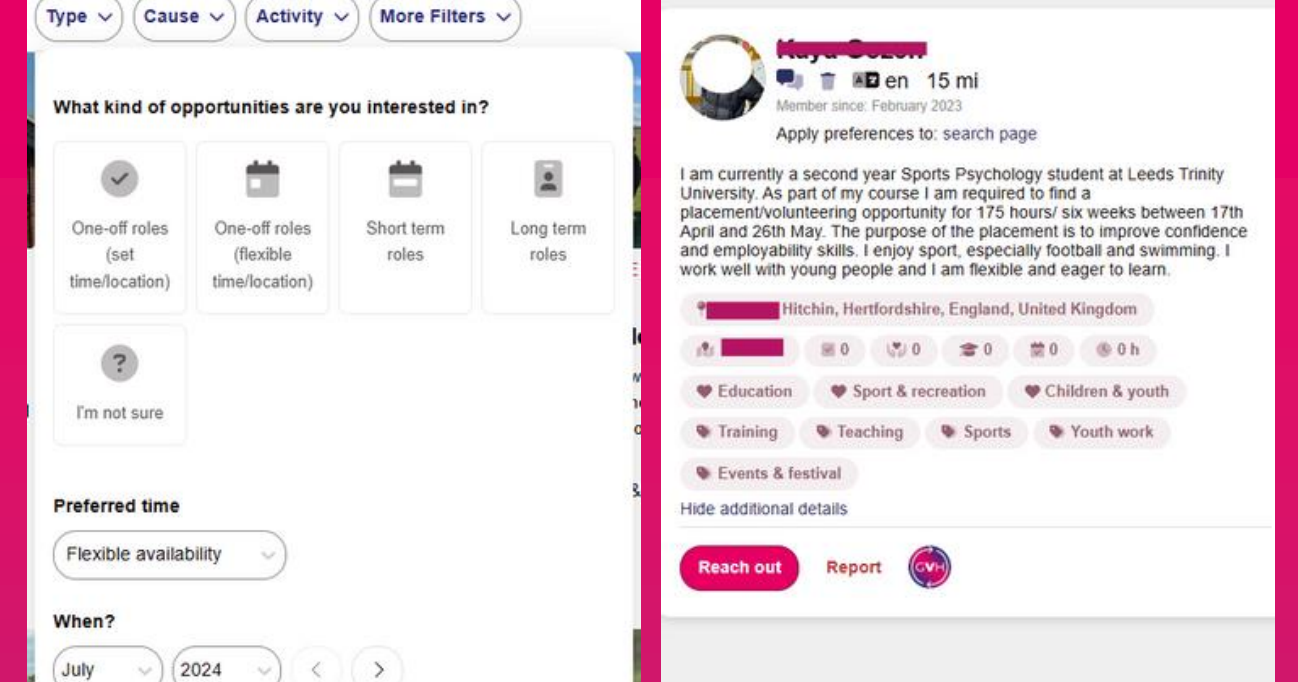 Type
Cause
Activity
More Filters
What kind of opportunities are you interested in?
One-off roles
(set
time/location)
One-off roles
(flexible
time/location)
Short term
roles
Long term
roles
?
I'm not sure
Preferred time
Flexible availability
When?
July
2024
en 15 mi
Member since: February 2023
Apply preferences to: search page
I am currently a second year Sports Psychology student at Leeds Trinity
University. As part of my course I am required to find a
placement/volunteering opportunity for 175 hours/ six weeks between 17th
April and 26th May. The purpose of the placement is to improve confidence
and employability skills. I enjoy sport, especially football and swimming. I
work well with young people and I am flexible and eager to learn.
Hitchin, Hertfordshire, England, United Kingdom
0 0 0 0 0 h
Education Sport & recreation Children & youth
Training Teaching Sports Youth work
Events & festival
Hide additional details
Reach out Report GVH